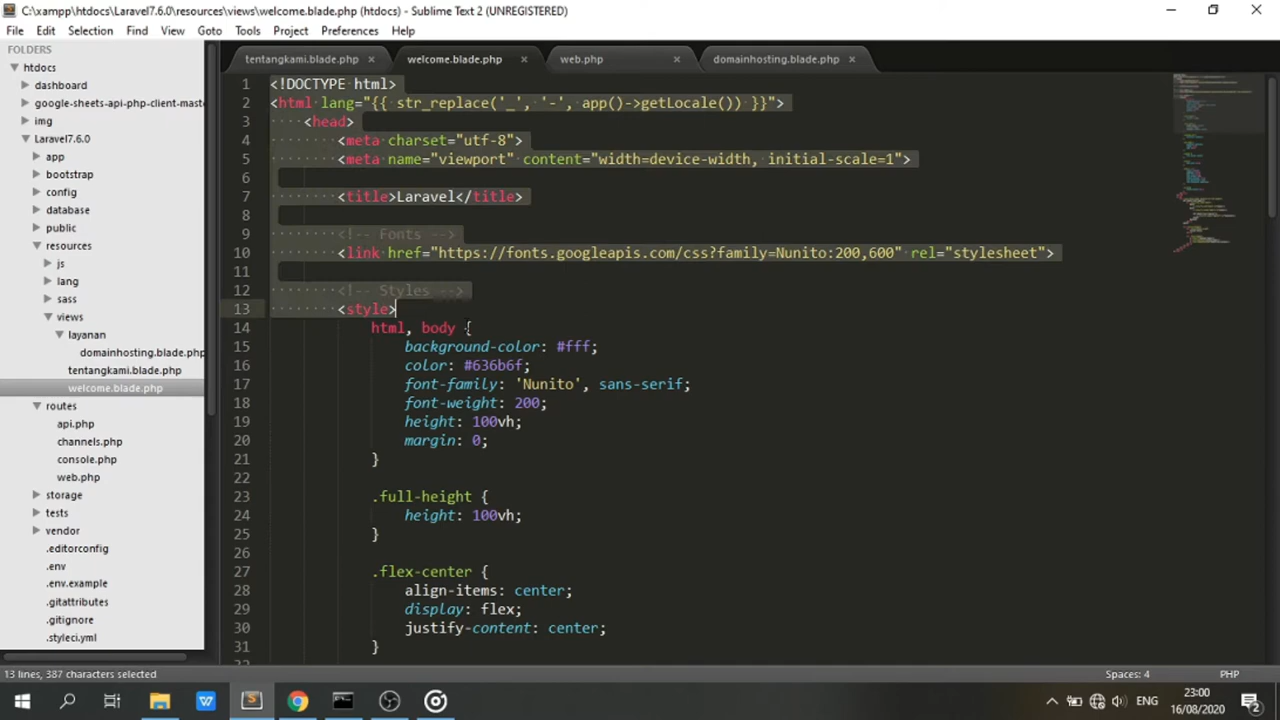 C:\xampp\htdocs\Laravel7.6.0\resources\views\welcome.blade.php (htdocs) - Sublime Text 2 (UNREGISTERED)
File Edit Selection Find View Goto Tools Project Preferences Help
FOLDERS
htdocs
dashboard
google-sheets-api-php-client-mast
img
Laravel7.6.0
app
bootstrap
config
database
public
resources
js
lang
sass
views
layanan
domainhosting.blade.php
tentangkami.blade.php
welcome.blade.php
routes
api.php
channels.php
console.php
web.php
storage
tests
vendor
.editorconfig
.env
.env.example
.gitattributes
.gitignore
.styleci.yml
tentangkami.blade.php × welcome.blade.php × web.php × domainhosting.blade.php ×
1 <!DOCTYPE html>
2 <html lang="{{ str_replace('_', '-', app()->getLocale()) }}">
3 <head>
4 <meta charset="utf-8">
5 <meta name="viewport" content="width=device-width, initial-scale=1">
6
7 <title>Laravel</title>
8
9 <!-- Fonts -->
10 <link href="https://fonts.googleapis.com/css?family=Nunito:200,600" rel="stylesheet">
11
12 <!-- Styles -->
13 <style>
14 html, body {
15 background-color: #fff;
16 color: #636b6f;
17 font-family: 'Nunito', sans-serif;
18 font-weight: 200;
19 height: 100vh;
20 margin: 0;
21 }
22
23 .full-height {
24 height: 100vh;
25 }
26
27 .flex-center {
28 align-items: center;
29 display: flex;
30 justify-content: center;
31 }
13 lines, 387 characters selected
Spaces: 4 PHP
ENG
23:00
16/08/2020
2